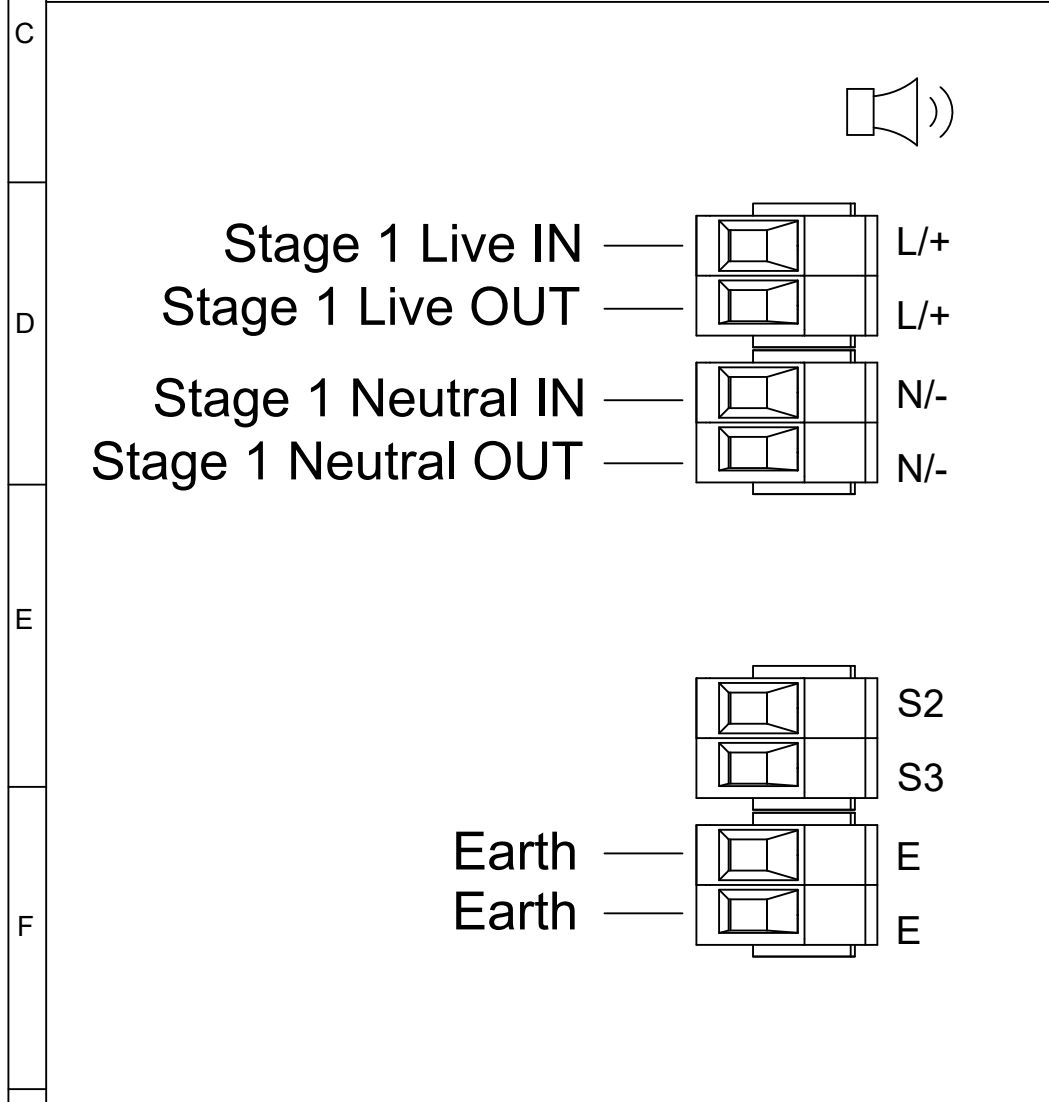 C
Stage 1 Live IN L/+
Stage 1 Live OUT L/+
D
Stage 1 Neutral IN N/-
Stage 1 Neutral OUT N/-
E
S2
S3
Earth E
Earth E
F